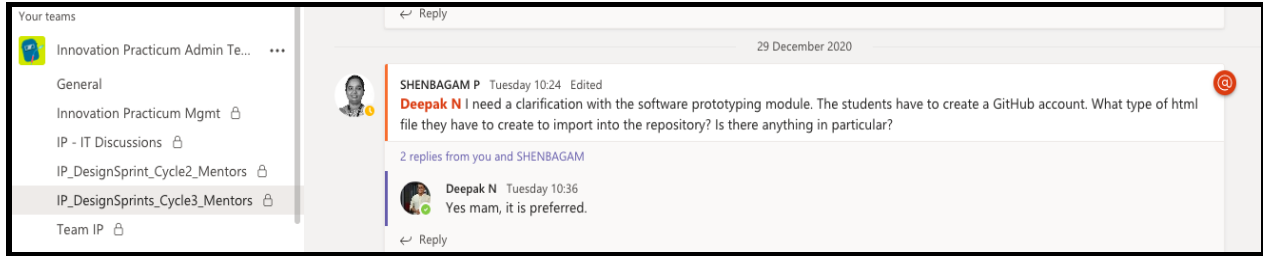 Your teams
Innovation Practicum Admin Te... •••
General
Innovation Practicum Mgmt
IP - IT Discussions
IP_DesignSprint_Cycle2_Mentors
IP_DesignSprints_Cycle3_Mentors
Team IP
Reply
29 December 2020
SHENBAGAM P Tuesday 10:24 Edited
@
Deepak N I need a clarification with the software prototyping module. The students have to create a GitHub account. What type of html
file they have to create to import into the repository? Is there anything in particular?
2 replies from you and SHENBAGAM
Deepak N Tuesday 10:36
Yes mam, it is preferred.
Reply